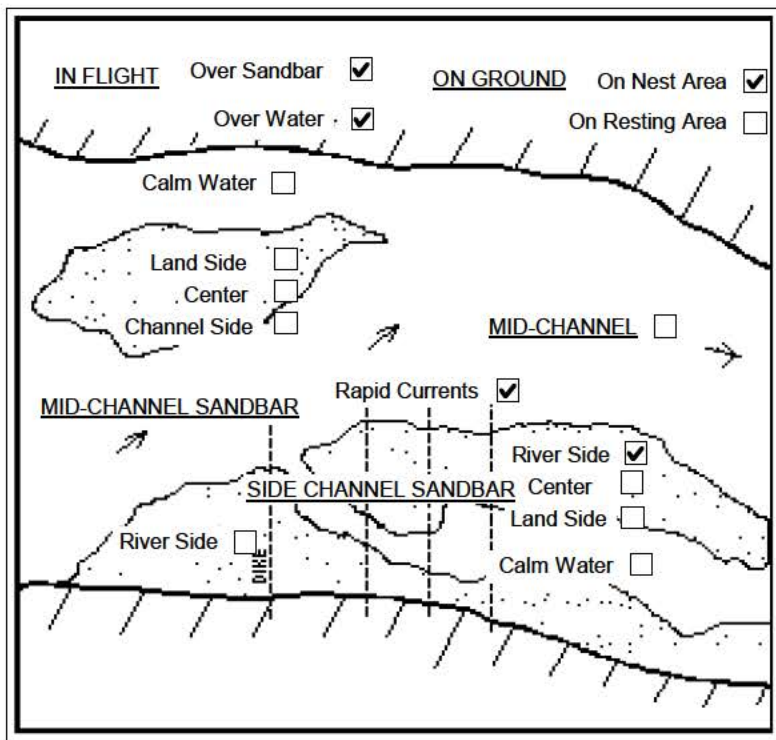 IN FLIGHT
Over Sandbar
ON GROUND
On Nest Area
Over Water
On Resting Area
Calm Water
Land Side
Center
Channel Side
MID-CHANNEL
Rapid Currents
MID-CHANNEL SANDBAR
River Side
SIDE CHANNEL SANDBAR
Center
Land Side
River Side
DIKE
Calm Water